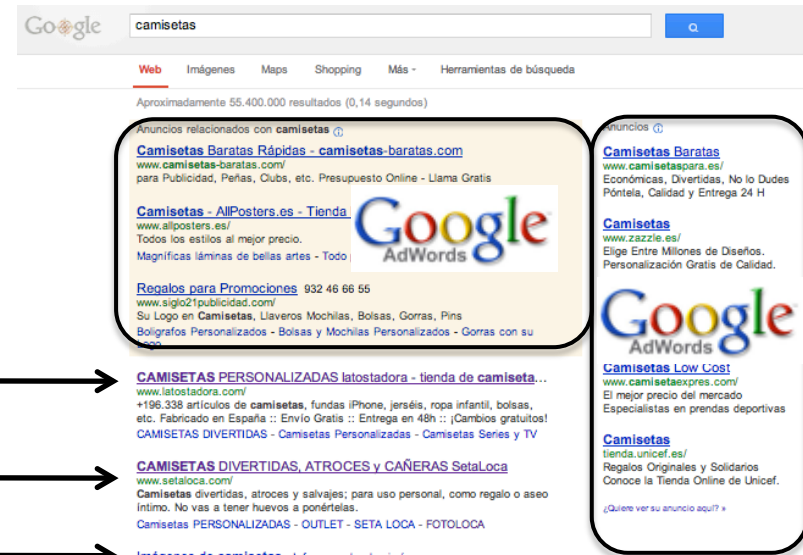 Google
camisetas
Web Imágenes Maps Shopping Más Herramientas de búsqueda
Aproximadamente 55.400.000 resultados (0,14 segundos)
Anuncios relacionados con camisetas
Camisetas Baratas Rápidas - camisetas-baratas.com
www.camisetas-baratas.com/
para Publicidad, Peñas, Clubs, etc. Presupuesto Online - Llama Gratis
Camisetas - AllPosters.es - Tienda
www.allposters.es/
Todos los estilos al mejor precio.
Magníficas láminas de bellas artes - Todo
Google
AdWords
Regalos para Promociones 932 46 66 55
www.siglo21publicidad.com/
Su Logo en Camisetas, Llaveros Mochilas, Bolsas, Gorras, Pins
Boligrafos Personalizados - Bolsas y Mochilas Personalizados - Gorras con su
Logo
CAMISETAS PERSONALIZADAS latostadora - tienda de camiseta...
www.latostadora.com/
+196.338 artículos de camisetas, fundas iPhone, jerséis, ropa infantil, bolsas,
etc. Fabricado en España :: Envío Gratis :: Entrega en 48h :: ¡Cambios gratuitos!
CAMISETAS DIVERTIDAS - Camisetas Personalizadas - Camisetas Series y TV
CAMISETAS DIVERTIDAS, ATROCES y CAÑERAS SetaLoca
www.setaloca.com/
Camisetas divertidas, atroces y salvajes; para uso personal, como regalo o aseo
íntimo. No vas a tener huevos a ponértelas.
Camisetas PERSONALIZADAS - OUTLET - SETA LOCA - FOTOLOCA
Imágenes de camisetas
Anuncios
Camisetas Baratas
www.camisetaspara.es/
Económicas, Divertidas, No lo Dudes
Póntela, Calidad y Entrega 24 H
Camisetas
www.zazzle.es/
Elige Entre Millones de Diseños.
Personalización Gratis de Calidad.
Google
AdWords
Camisetas Low Cost
www.camisetaexpres.com/
El mejor precio del mercado
Especialistas en prendas deportivas
Camisetas
tienda.unicef.es/
Regalos Originales y Solidarios
Conoce la Tienda Online de Unicef.
¿Quiere ver su anuncio aquí? »